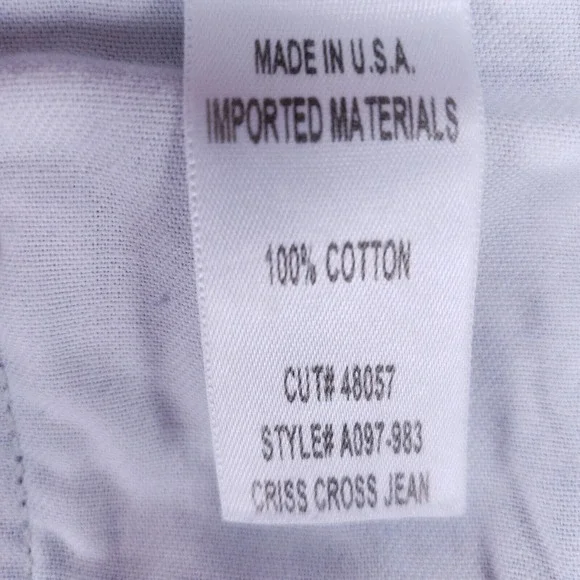 MADE IN U.S.A.
IMPORTED MATERIALS
100% COTTON
CUT# 48057
STYLE# A097-983
CRISS CROSS JEAN